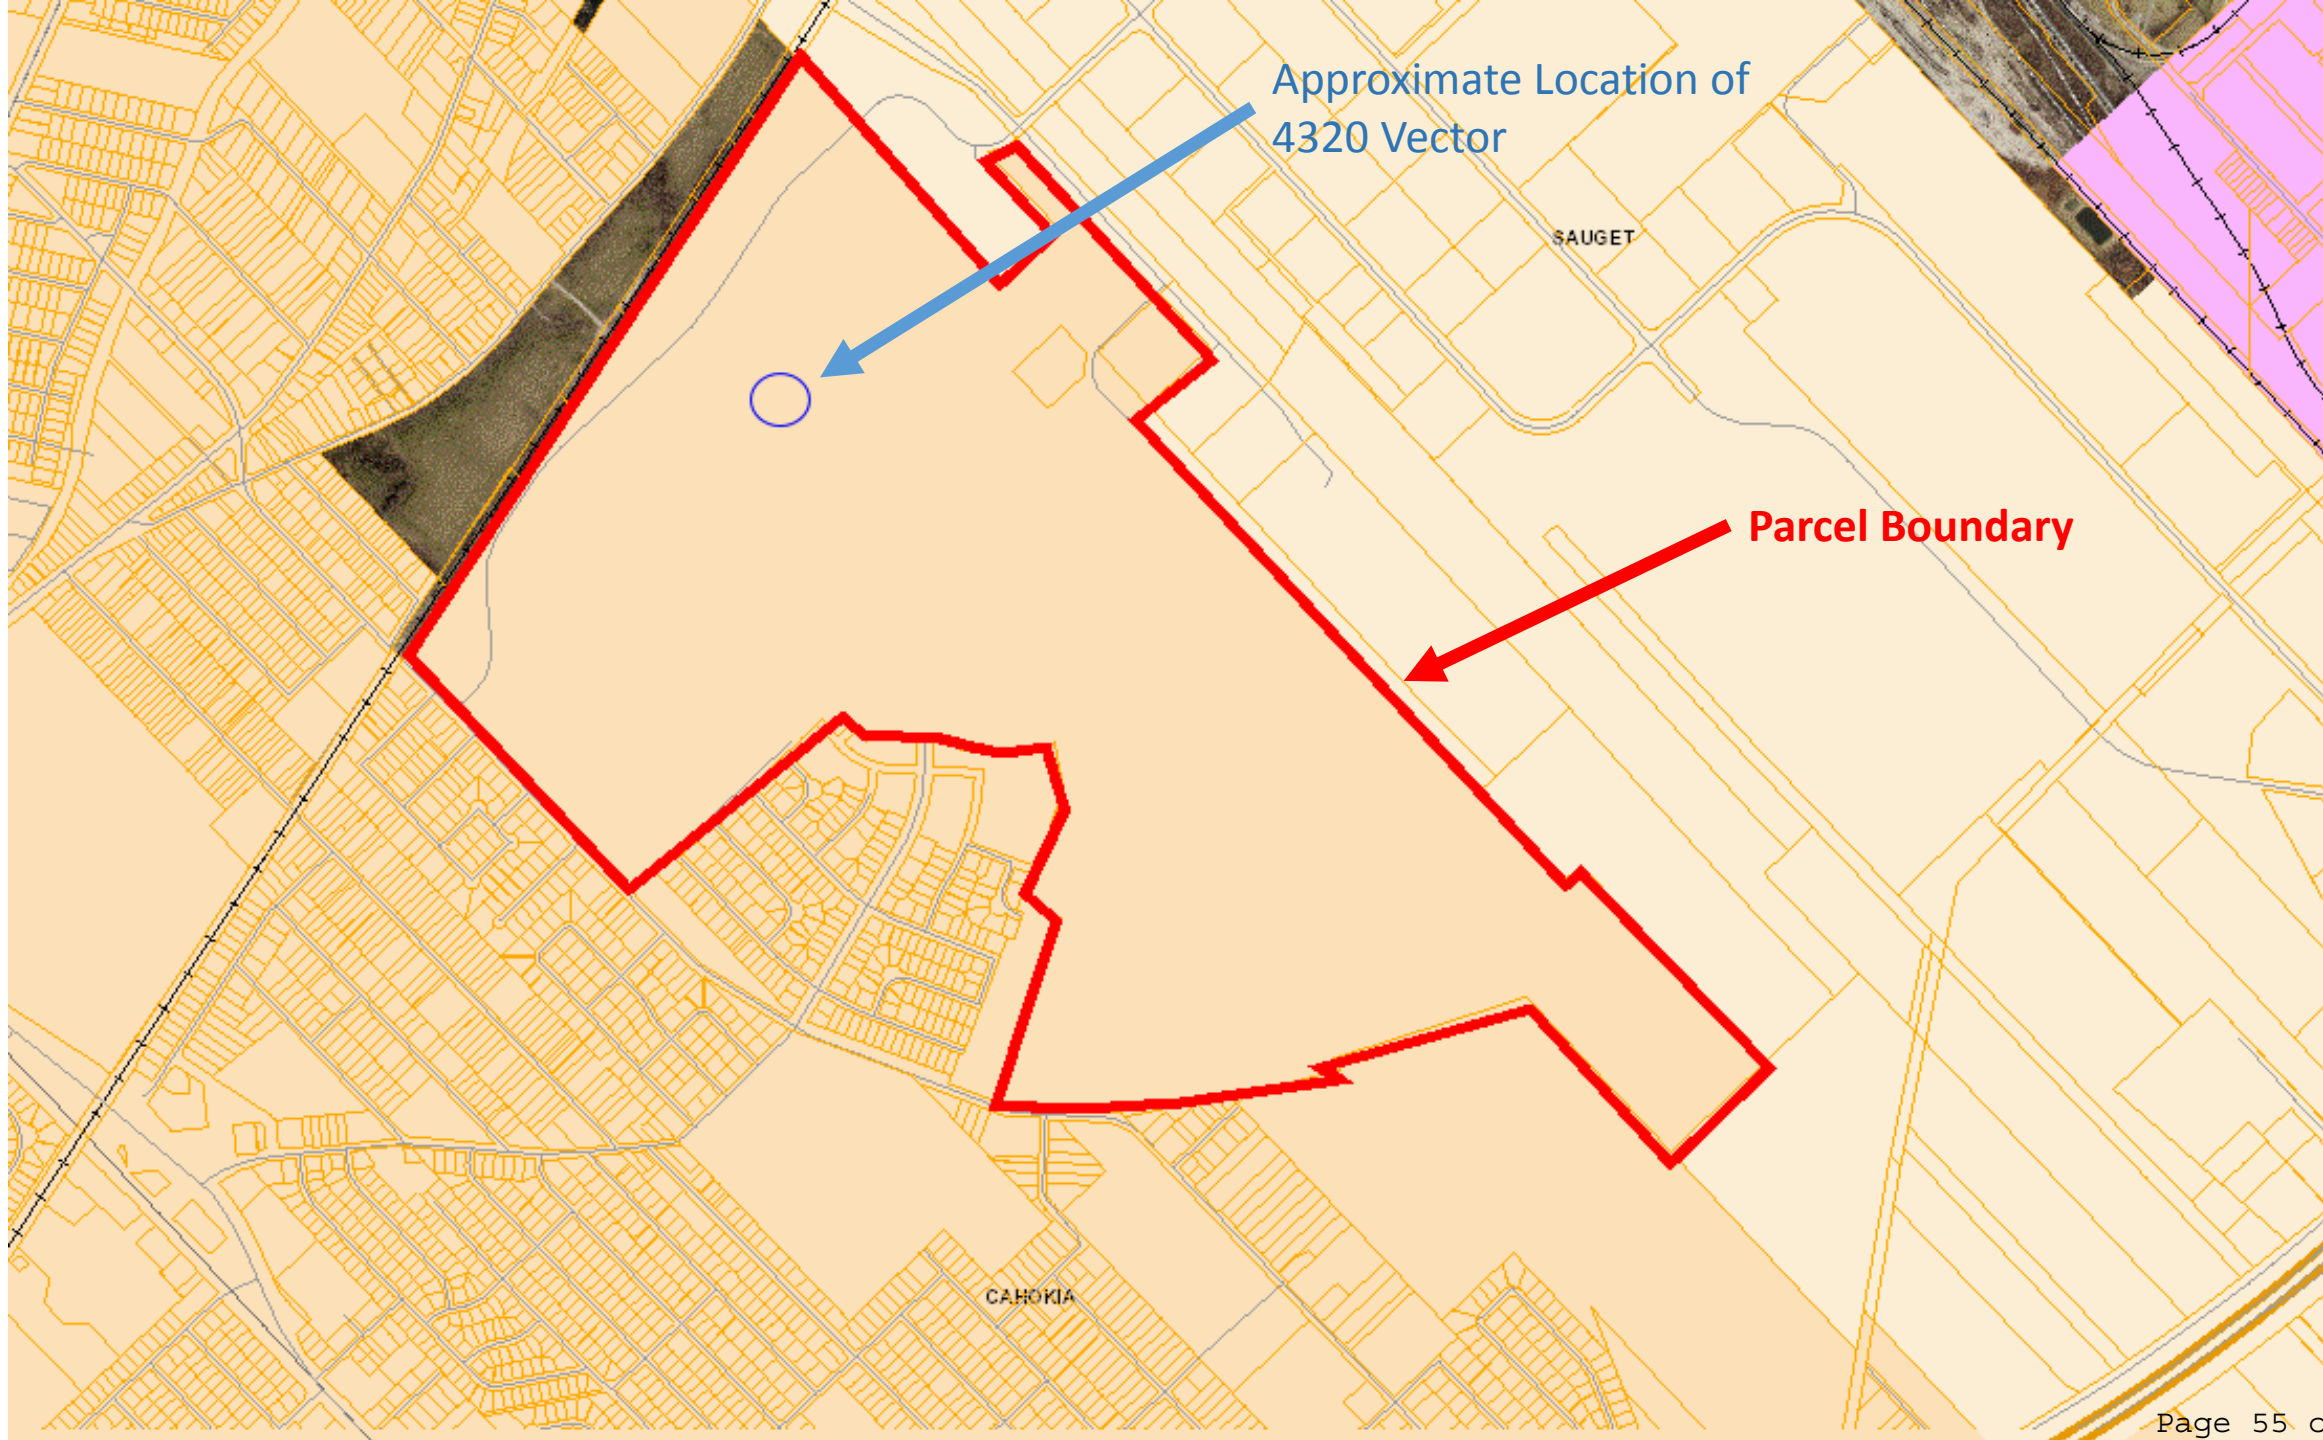 Approximate Location of
4320 Vector
SAUGET
Parcel Boundary
CAHOKIA
Page 55